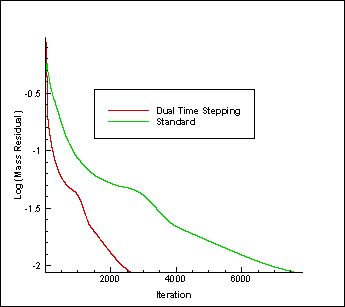 -0.5
Dual Time Stepping
Standard
-1
Log (Mass Residual)
-1.5
-2
2000 4000 6000
Iteration